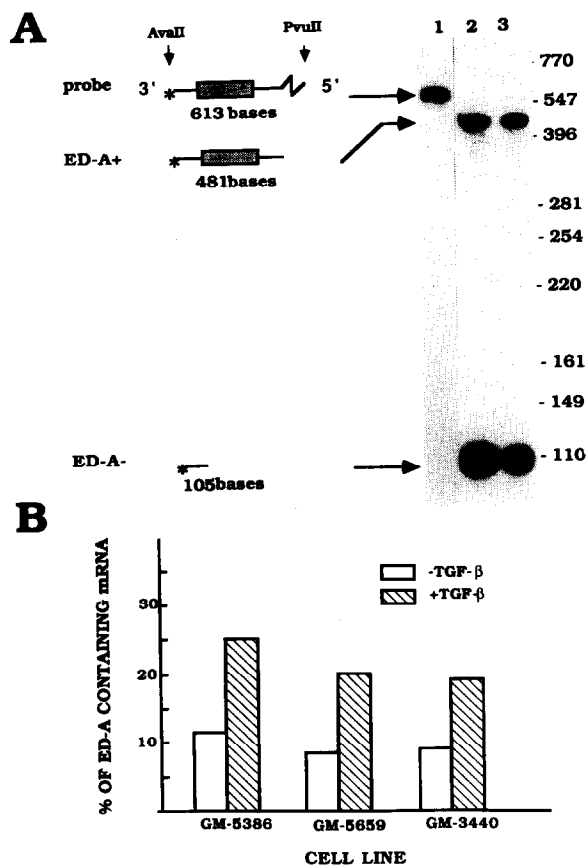 A
AvaII PvuII
1 2 3
probe 3' * 5'
613 bases
ED-A+ *
481bases
ED-A- *
105bases
- 770
- 547
- 396
- 281
- 254
- 220
- 161
- 149
- 110
B
% OF ED-A CONTAINING mRNA
30
20
10
-TGF-β
+TGF-β
GM-5386 GM-5659 GM-3440
CELL LINE